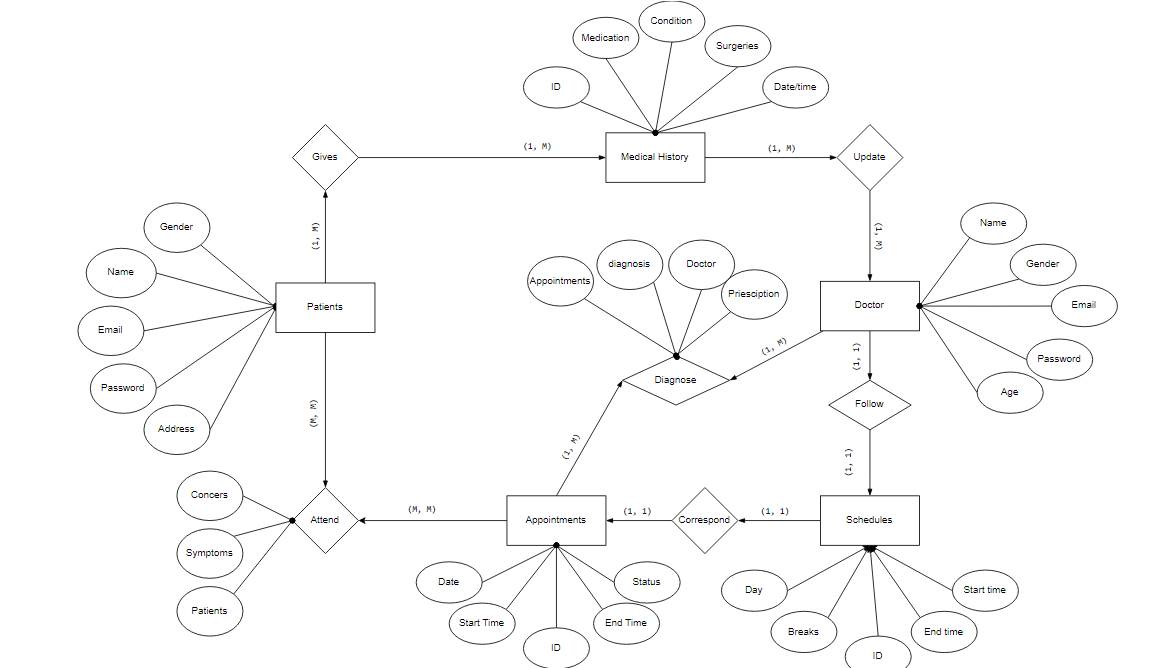 Condition
Medication
Surgeries
ID
Date/time
Gives
(1, M)
Medical History
(1, M)
Update
Gender
(1, M)
(1, M)
Name
Name
Appointments
diagnosis
Doctor
Priesciption
Gender
Patients
Doctor
Email
Email
(1, M)
(1, 1)
Password
Password
Diagnose
Age
Address
(M, M)
Follow
(1, M)
(1, 1)
Concers
Attend
(M, M)
Appointments
(1, 1)
Correspond
(1, 1)
Schedules
Symptoms
Date
Status
Day
Start time
Patients
Start Time
End Time
Breaks
End time
ID
ID